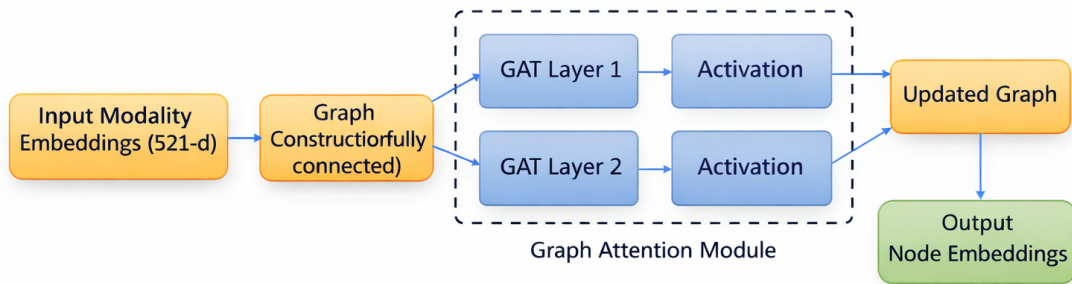 Input Modality
Embeddings (521-d)
Graph
Constructiorfully
connected)
GAT Layer 1
Activation
GAT Layer 2
Activation
Graph Attention Module
Updated Graph
Output
Node Embeddings